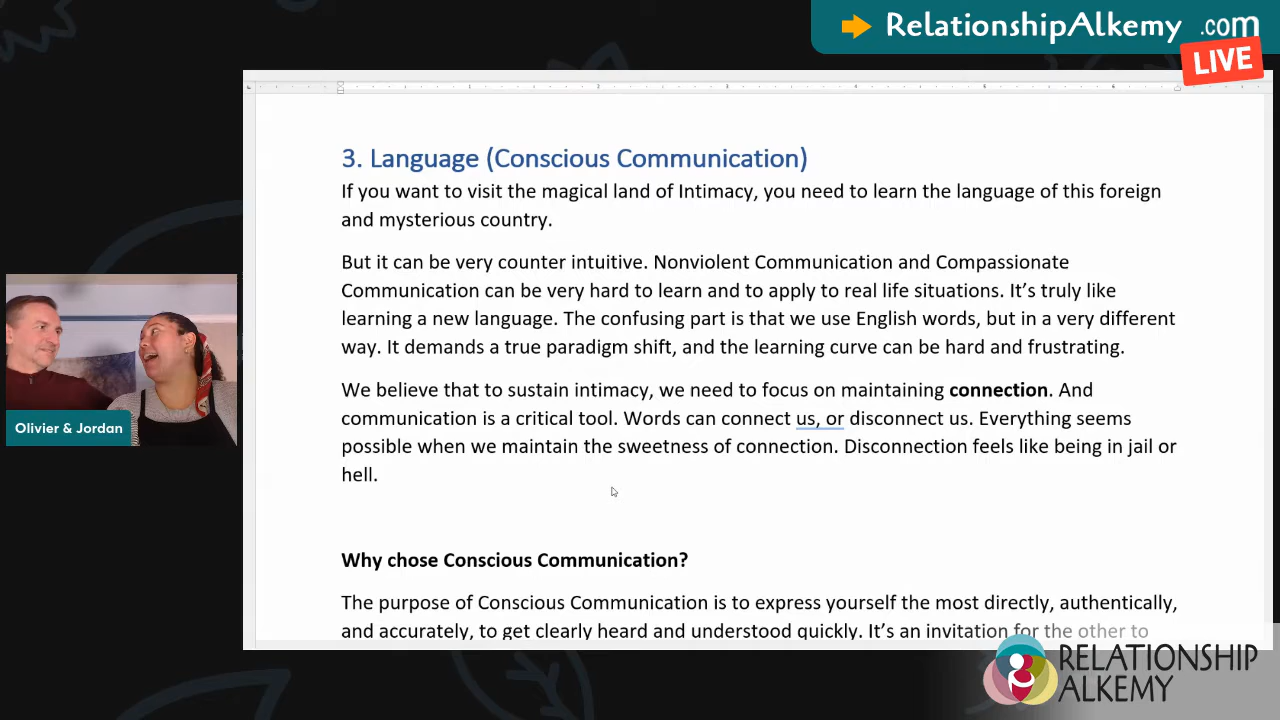 RelationshipAlkemy .com
LIVE
3. Language (Conscious Communication)
If you want to visit the magical land of Intimacy, you need to learn the language of this foreign
and mysterious country.
But it can be very counter intuitive. Nonviolent Communication and Compassionate
Communication can be very hard to learn and to apply to real life situations. It’s truly like
learning a new language. The confusing part is that we use English words, but in a very different
way. It demands a true paradigm shift, and the learning curve can be hard and frustrating.
We believe that to sustain intimacy, we need to focus on maintaining connection. And
communication is a critical tool. Words can connect us, or disconnect us. Everything seems
possible when we maintain the sweetness of connection. Disconnection feels like being in jail or
hell.
Olivier & Jordan
Why chose Conscious Communication?
The purpose of Conscious Communication is to express yourself the most directly, authentically,
and accurately, to get clearly heard and understood quickly. It’s an invitation for the other to
RELATIONSHIP
ALKEMY